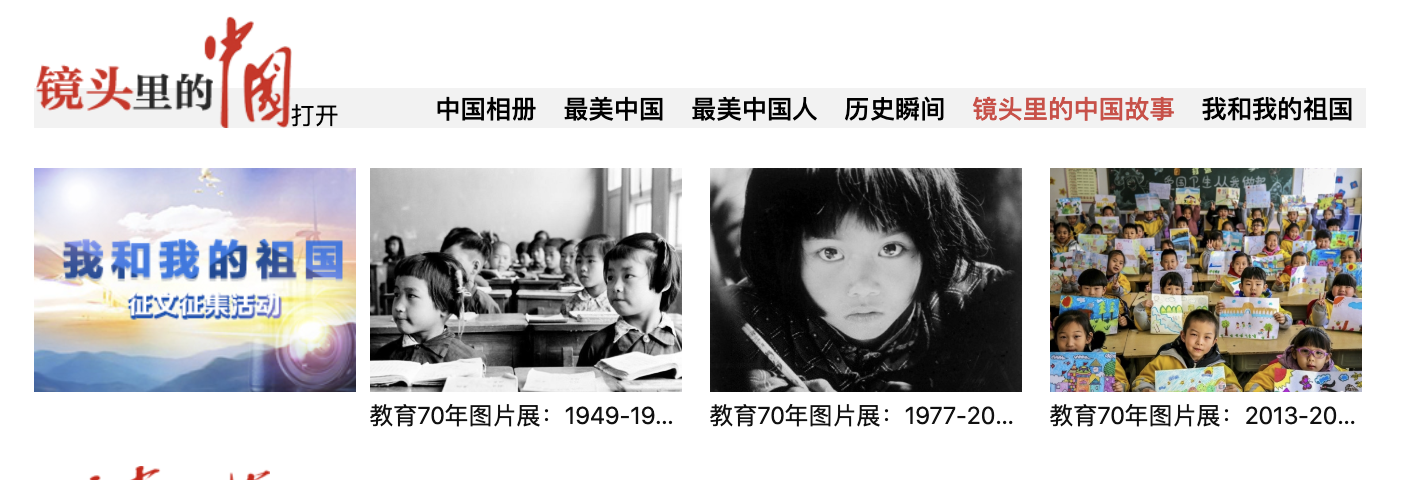 镜头里的中国
打开
中国相册 最美中国 最美中国人 历史瞬间 镜头里的中国故事 我和我的祖国
我和我的祖国
征文征集活动
教育70年图片展：1949-19...
教育70年图片展：1977-20...
教育70年图片展：2013-20...